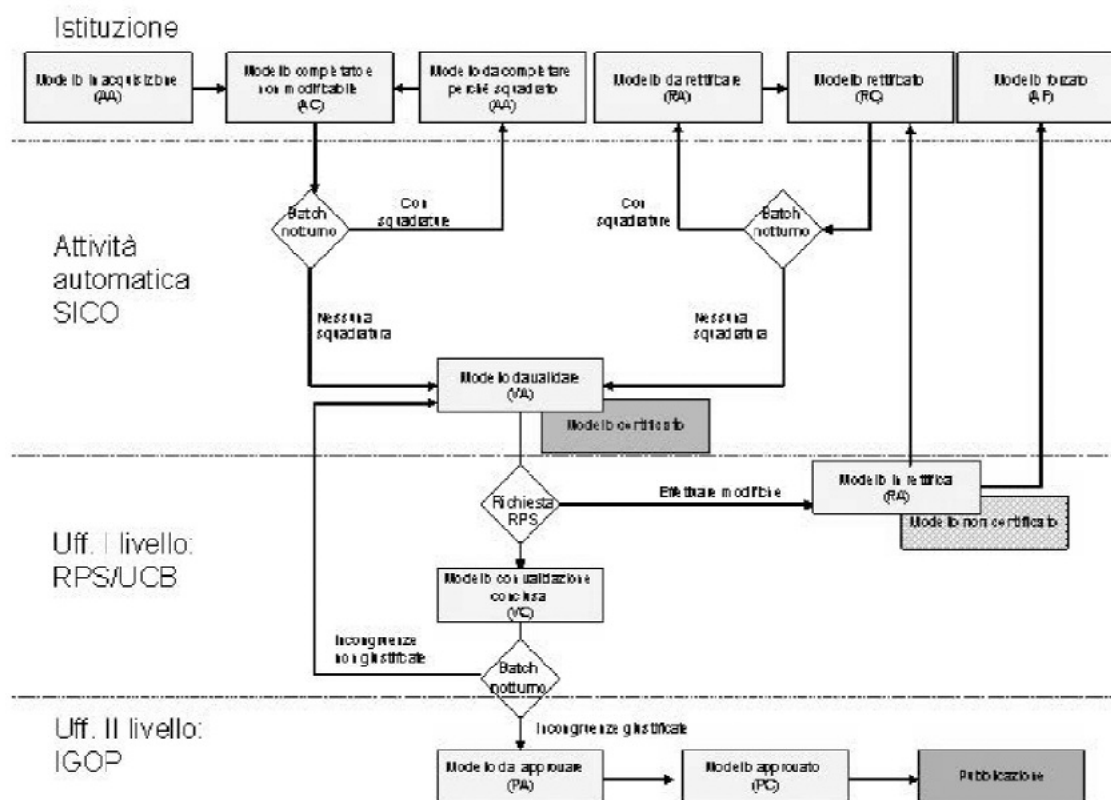 Istituzione
Modello in acquisizione
(AA)
Modello completato e
non modificabile
(AC)
Modello da completare
perché squadrato (AA)
Modello da rettificare
(RA)
Modello rettificato
(RC)
Modello forzato
(AF)
Attività
automatica
SICO
Batch
notturno
Con
squadrature
Con
squadrature
Batch
notturno
Nessuna
squadratura
Nessuna
squadratura
Modello da validare
(VA)
Modello certificato
Uff. I livello:
RPS/UCB
Richiesta
RPS
Effettuare modifiche
Modello in rettifica
(RA)
Modello non certificato
Modello con validazione
conclusa
(VC)
Incongruenze
non giustificate
Batch
notturno
Uff. II livello:
IGOP
Incongruenze giustificate
Modello da approvare
(PA)
Modello approvato
(PC)
Pubblicazione